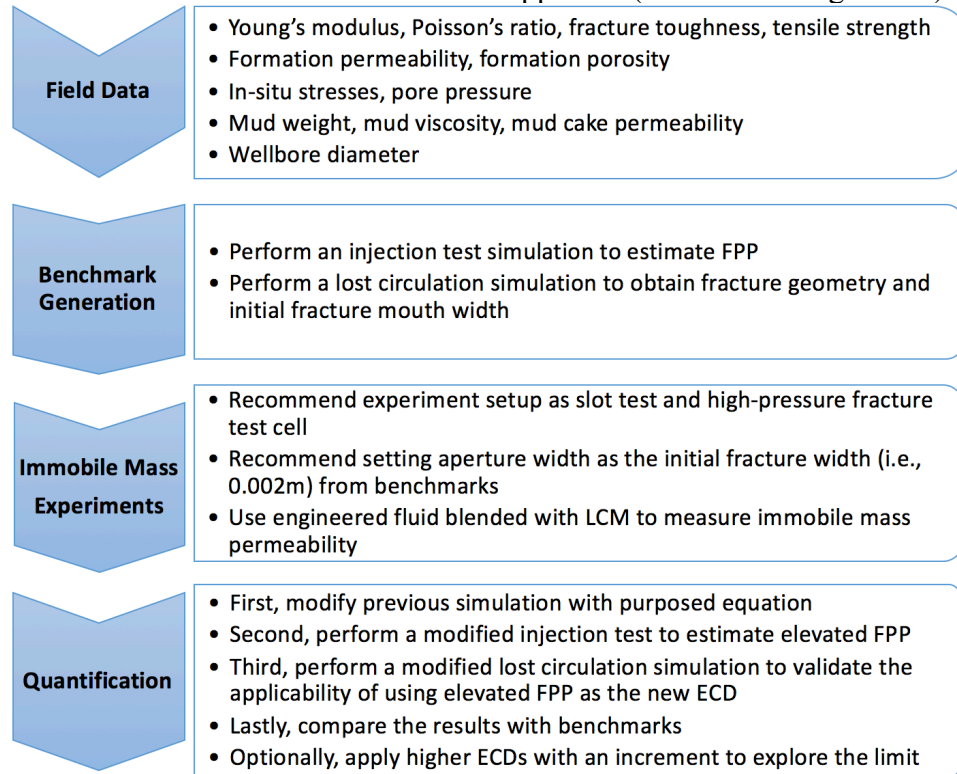 Field Data
• Young's modulus, Poisson's ratio, fracture toughness, tensile strength
• Formation permeability, formation porosity
• In-situ stresses, pore pressure
• Mud weight, mud viscosity, mud cake permeability
• Wellbore diameter
Benchmark
Generation
• Perform an injection test simulation to estimate FPP
• Perform a lost circulation simulation to obtain fracture geometry and
initial fracture mouth width
Immobile Mass
Experiments
• Recommend experiment setup as slot test and high-pressure fracture
test cell
• Recommend setting aperture width as the initial fracture width (i.e.,
0.002m) from benchmarks
• Use engineered fluid blended with LCM to measure immobile mass
permeability
Quantification
• First, modify previous simulation with purposed equation
• Second, perform a modified injection test to estimate elevated FPP
• Third, perform a modified lost circulation simulation to validate the
applicability of using elevated FPP as the new ECD
• Lastly, compare the results with benchmarks
• Optionally, apply higher ECDs with an increment to explore the limit